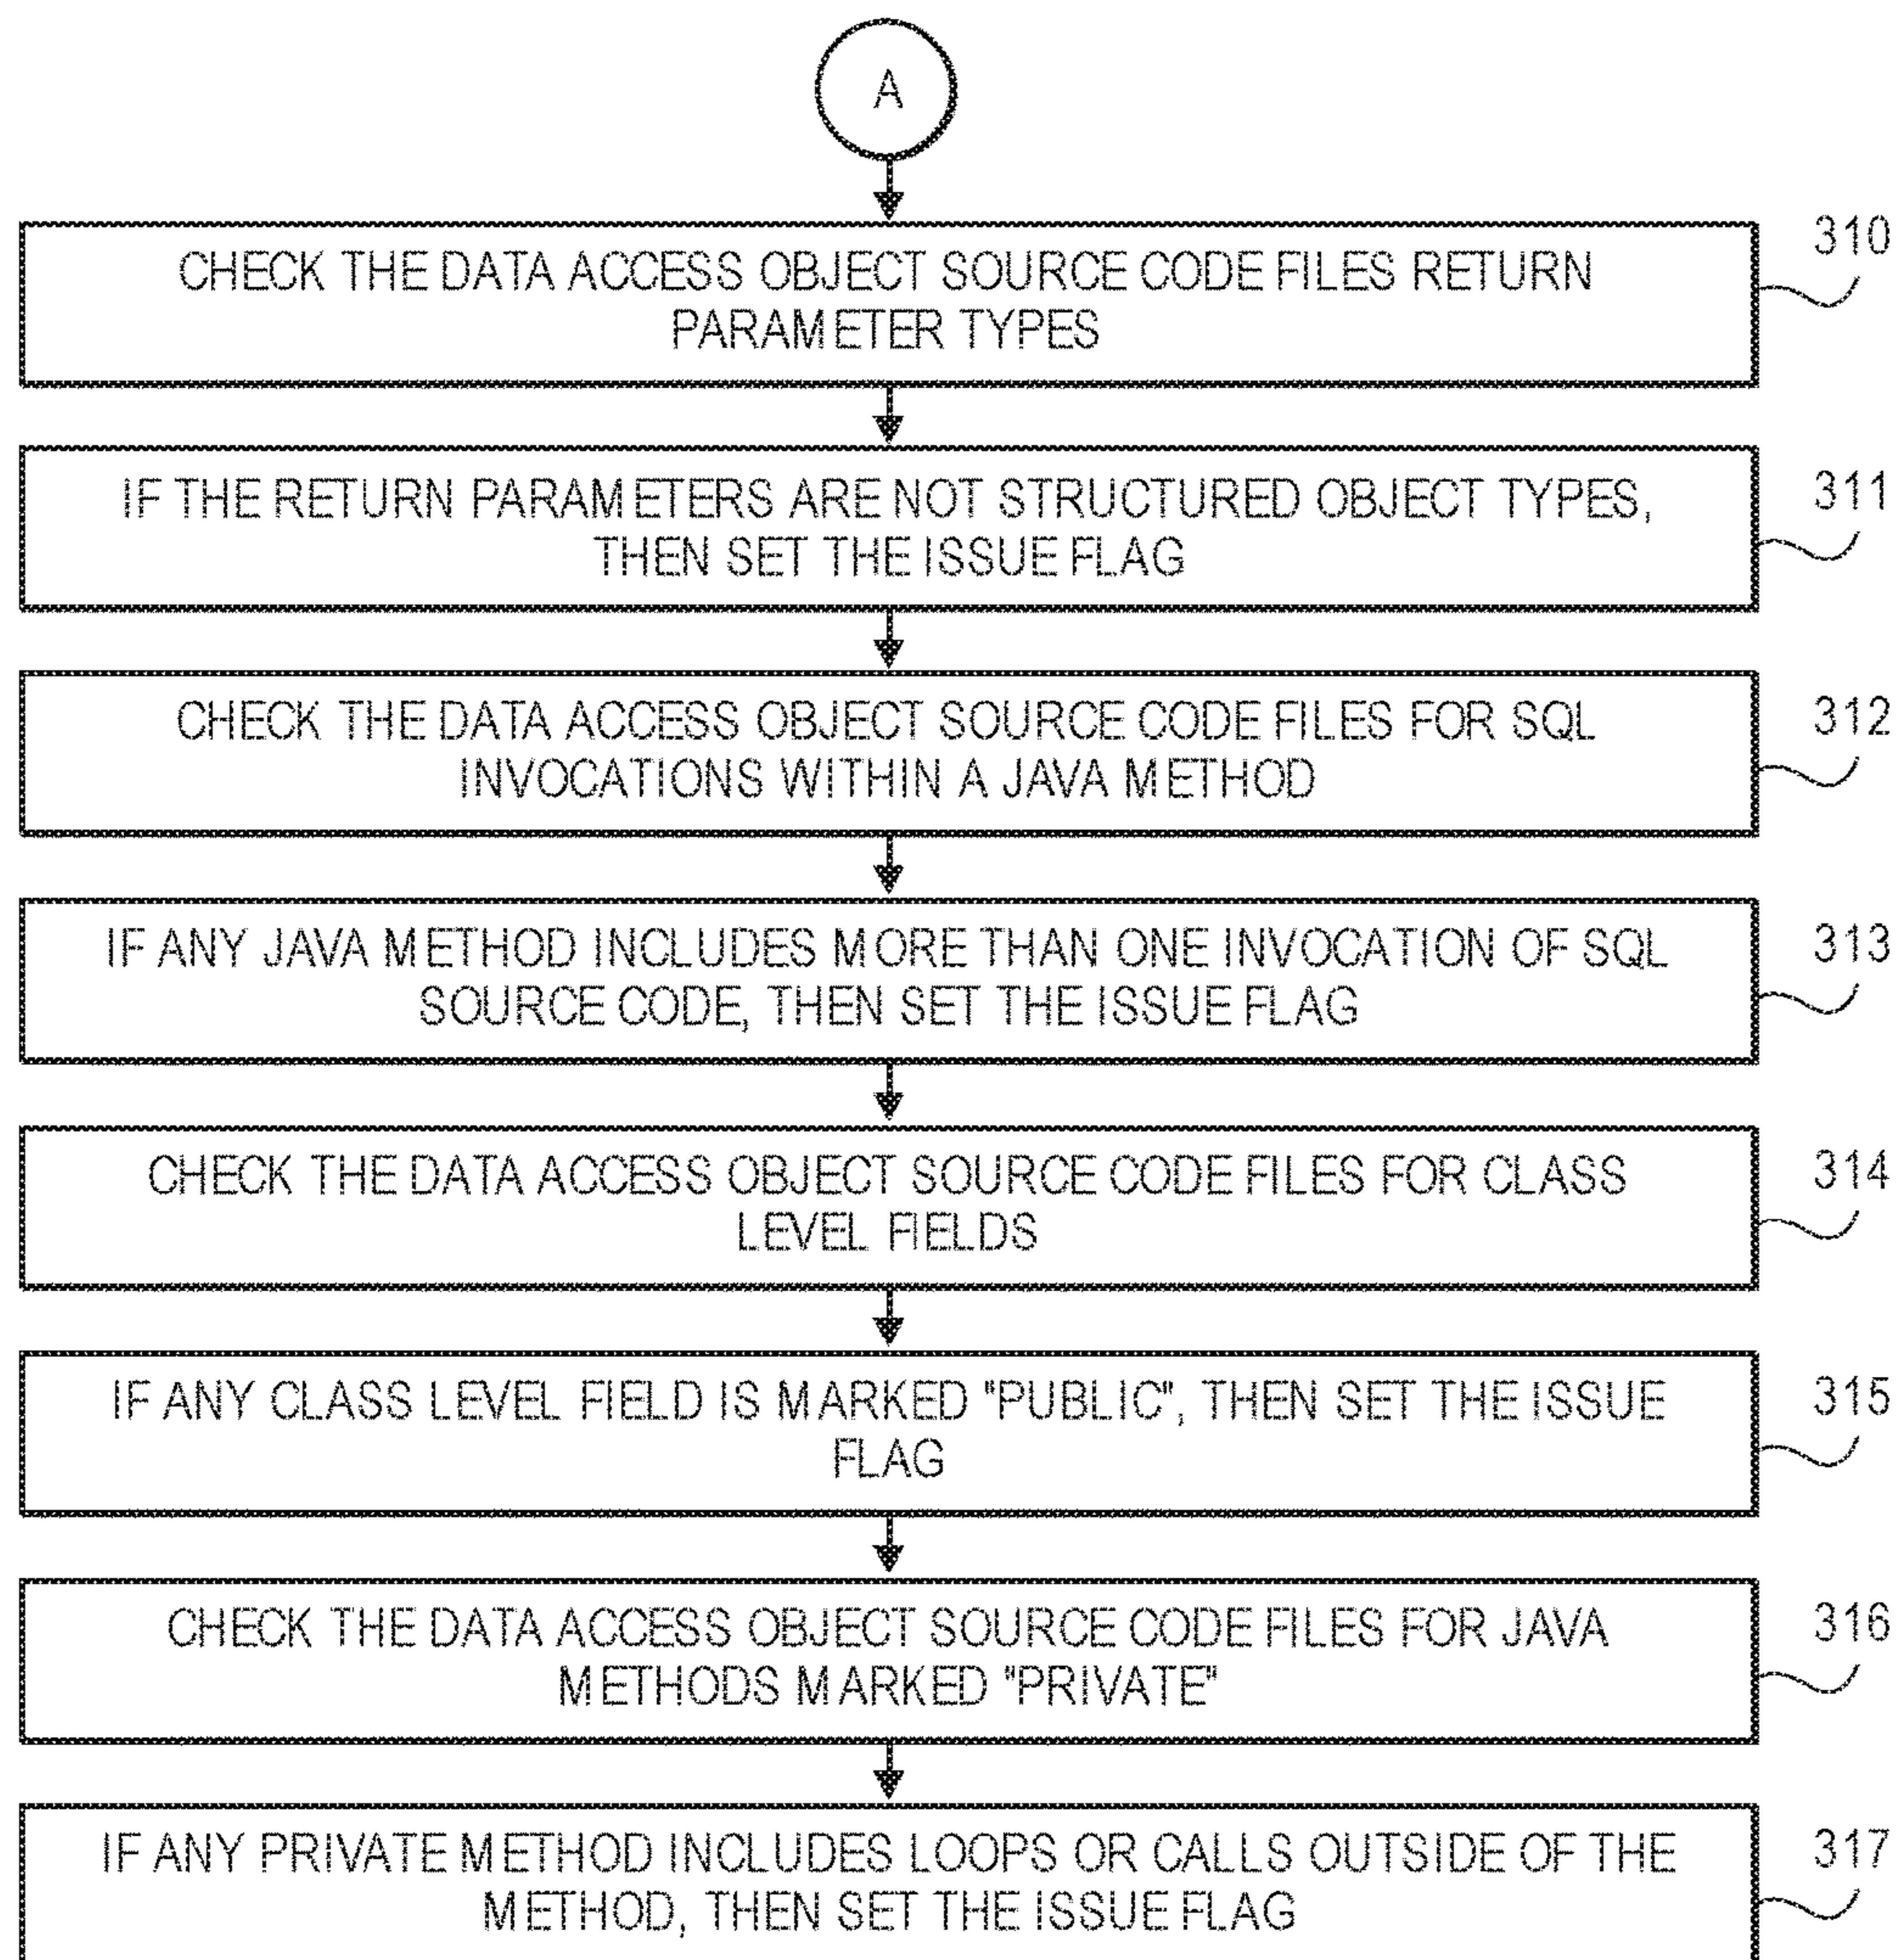 A
310
CHECK THE DATA ACCESS OBJECT SOURCE CODE FILES RETURN
PARAMETER TYPES
311
IF THE RETURN PARAMETERS ARE NOT STRUCTURED OBJECT TYPES,
THEN SET THE ISSUE FLAG
312
CHECK THE DATA ACCESS OBJECT SOURCE CODE FILES FOR SQL
INVOCATIONS WITHIN A JAVA METHOD
313
IF ANY JAVA METHOD INCLUDES MORE THAN ONE INVOCATION OF SQL
SOURCE CODE, THEN SET THE ISSUE FLAG
314
CHECK THE DATA ACCESS OBJECT SOURCE CODE FILES FOR CLASS
LEVEL FIELDS
315
IF ANY CLASS LEVEL FIELD IS MARKED "PUBLIC", THEN SET THE ISSUE
FLAG
316
CHECK THE DATA ACCESS OBJECT SOURCE CODE FILES FOR JAVA
METHODS MARKED "PRIVATE"
317
IF ANY PRIVATE METHOD INCLUDES LOOPS OR CALLS OUTSIDE OF THE
METHOD, THEN SET THE ISSUE FLAG